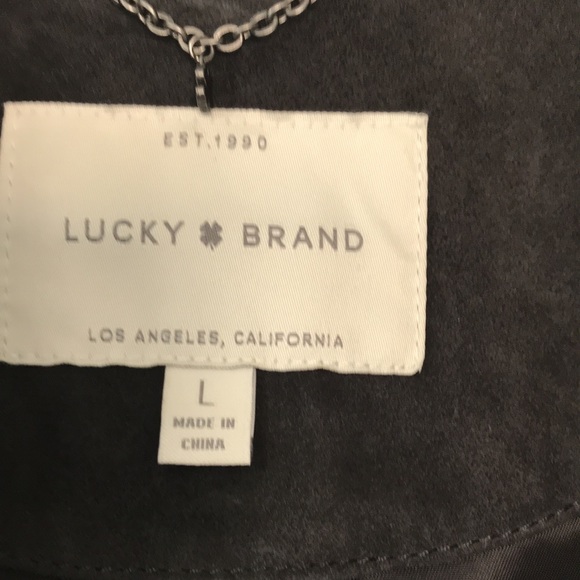 EST.1990
LUCKY BRAND
LOS ANGELES, CALIFORNIA
L
MADE IN
CHINA